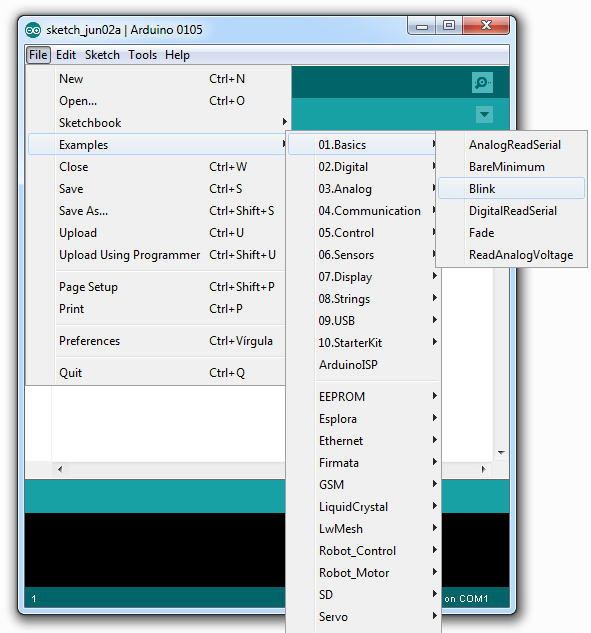 sketch_jun02a | Arduino 0105
File Edit Sketch Tools Help
New Ctrl+N
Open... Ctrl+O
Sketchbook
Examples
Close Ctrl+W
Save Ctrl+S
Save As... Ctrl+Shift+S
Upload Ctrl+U
Upload Using Programmer Ctrl+Shift+U
Page Setup Ctrl+Shift+P
Print Ctrl+P
Preferences Ctrl+Vírgula
Quit Ctrl+Q
01.Basics
02.Digital
03.Analog
04.Communication
05.Control
06.Sensors
07.Display
08.Strings
09.USB
10.StarterKit
ArduinoISP
EEPROM
Esplora
Ethernet
Firmata
GSM
LiquidCrystal
LwMesh
Robot_Control
Robot_Motor
SD
Servo
AnalogReadSerial
BareMinimum
Blink
DigitalReadSerial
Fade
ReadAnalogVoltage
1 on COM1